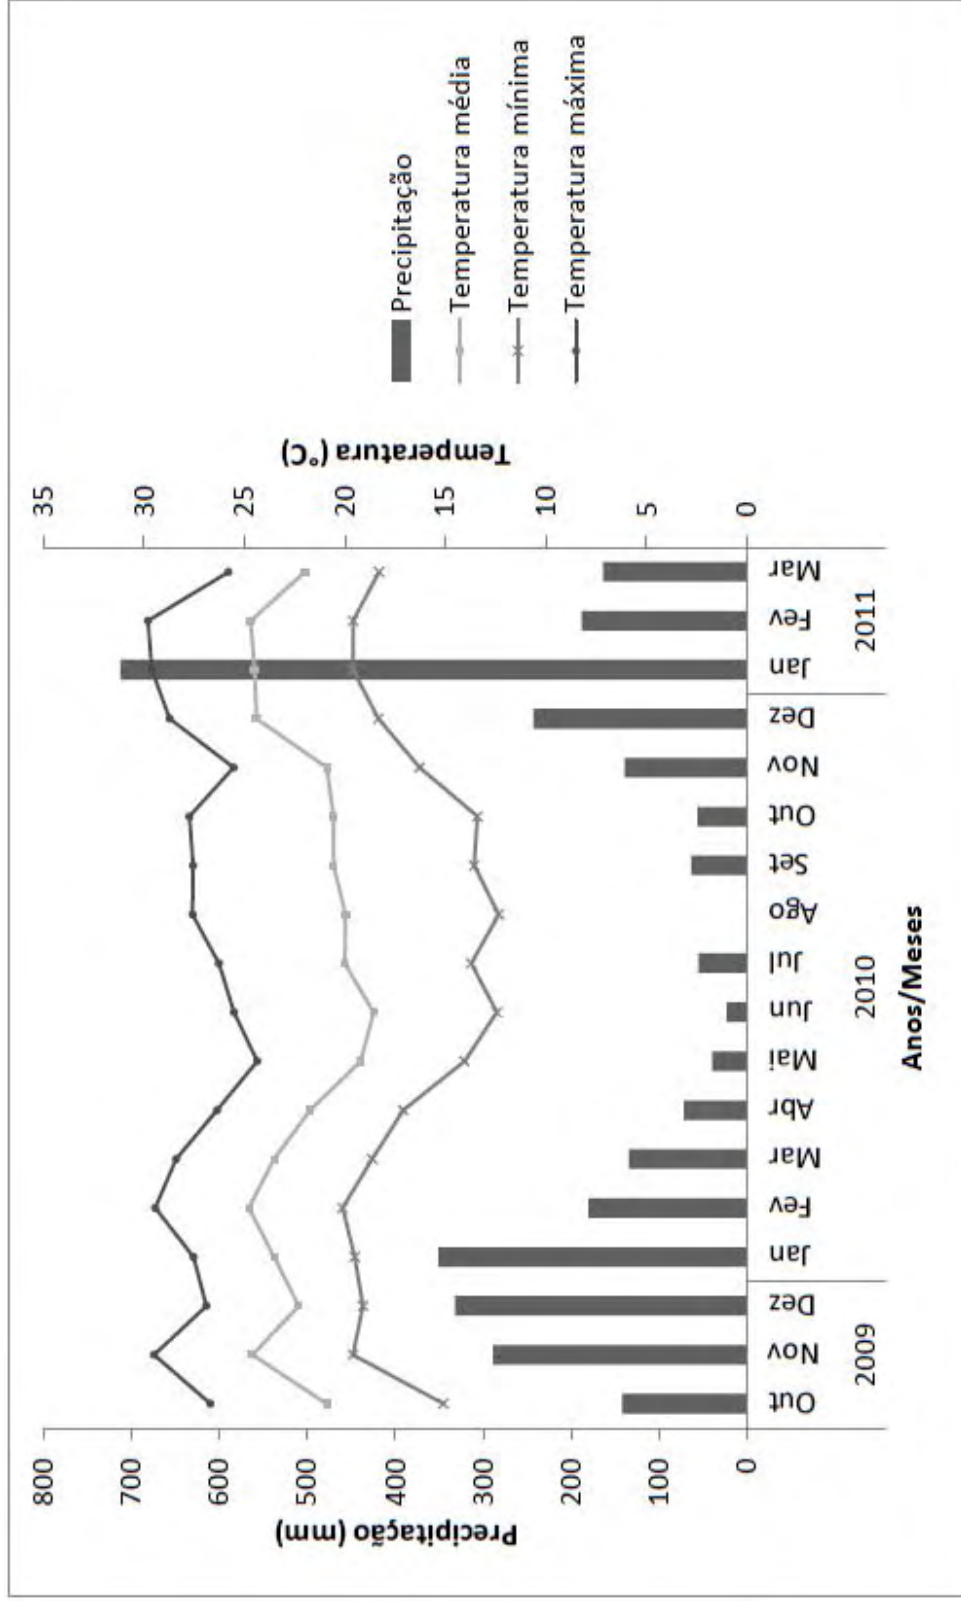 Precipitação (mm)
800
700
600
500
400
300
200
100
0
Out
Nov
Dez
Jan
Fev
Mar
Abr
Mai
Jun
Jul
Ago
Set
Out
Nov
Dez
Jan
Fev
Mar
2009
2010
2011
Anos/Meses
35
30
25
20
15
10
5
0
Temperatura (°C)
Precipitação
Temperatura média
Temperatura mínima
Temperatura máxima